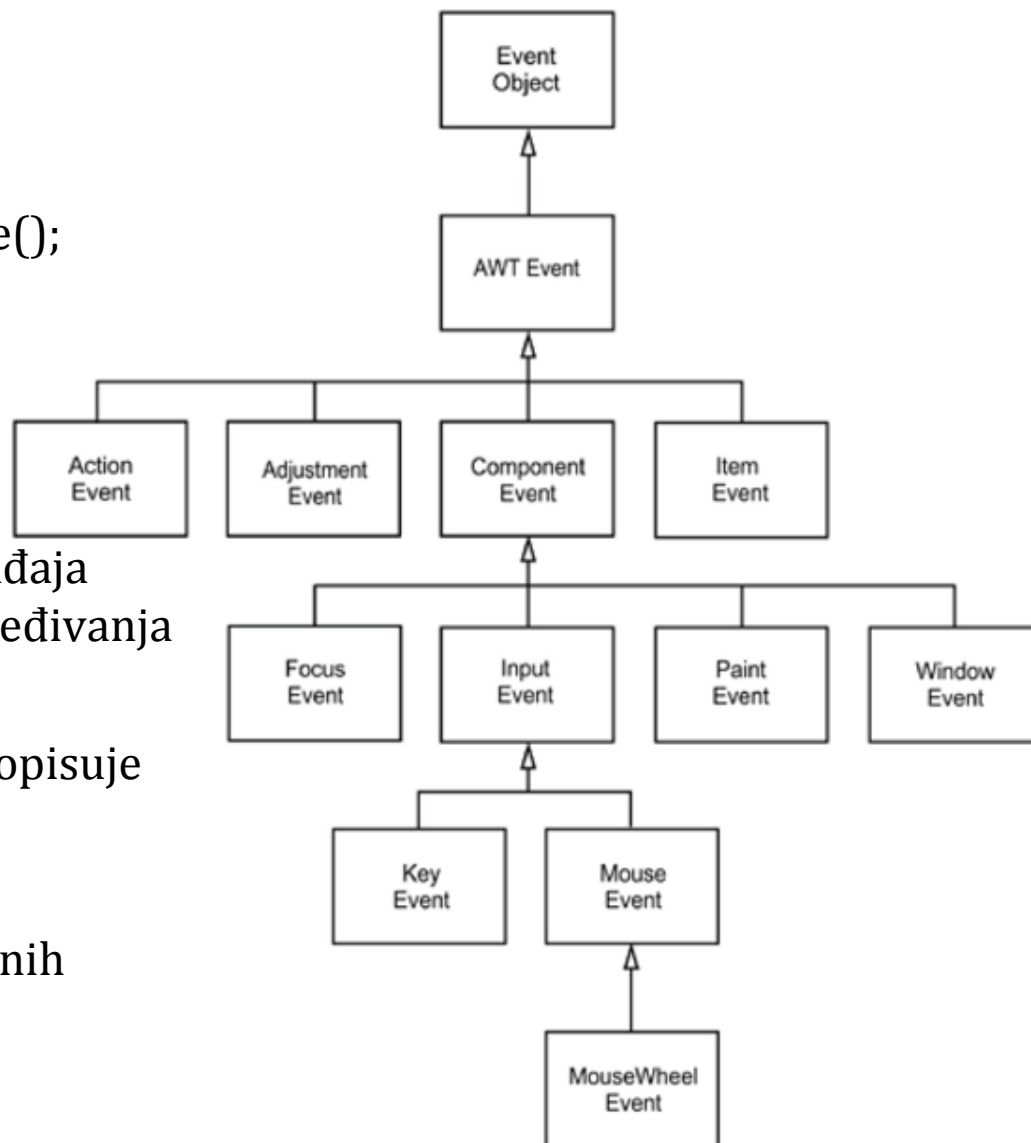 Event
Object
e();
AWT Event
Action
Event
Adjustment
Event
Component
Event
Item
Event
đaja
eđivanja
Focus
Event
Input
Event
Paint
Event
Window
Event
opisuje
Key
Event
Mouse
Event
nih
MouseWheel
Event